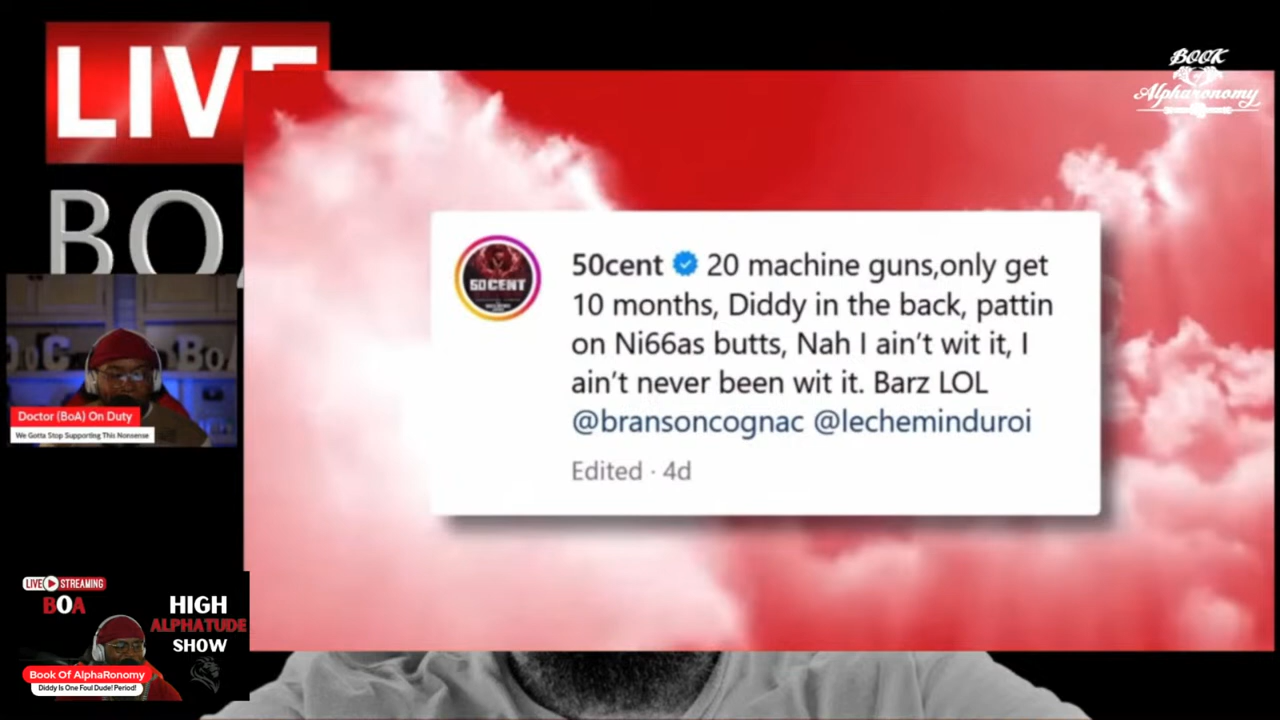 LIVE
BOA
BOOK
of
Alpharonomy
50cent 20 machine guns,only get
10 months, Diddy in the back, pattin
on Ni66as butts, Nah I ain't wit it, I
ain't never been wit it. Barz LOL
@bransoncognac @lecheminduroi
Edited · 4d
50CENT
Doctor (BoA) On Duty
We Gotta Stop Supporting This Nonsense
LIVE STREAMING
BOA
HIGH
ALPHATUDE
SHOW
Book Of AlphaRonomy
Diddy Is One Foul Dude! Period!